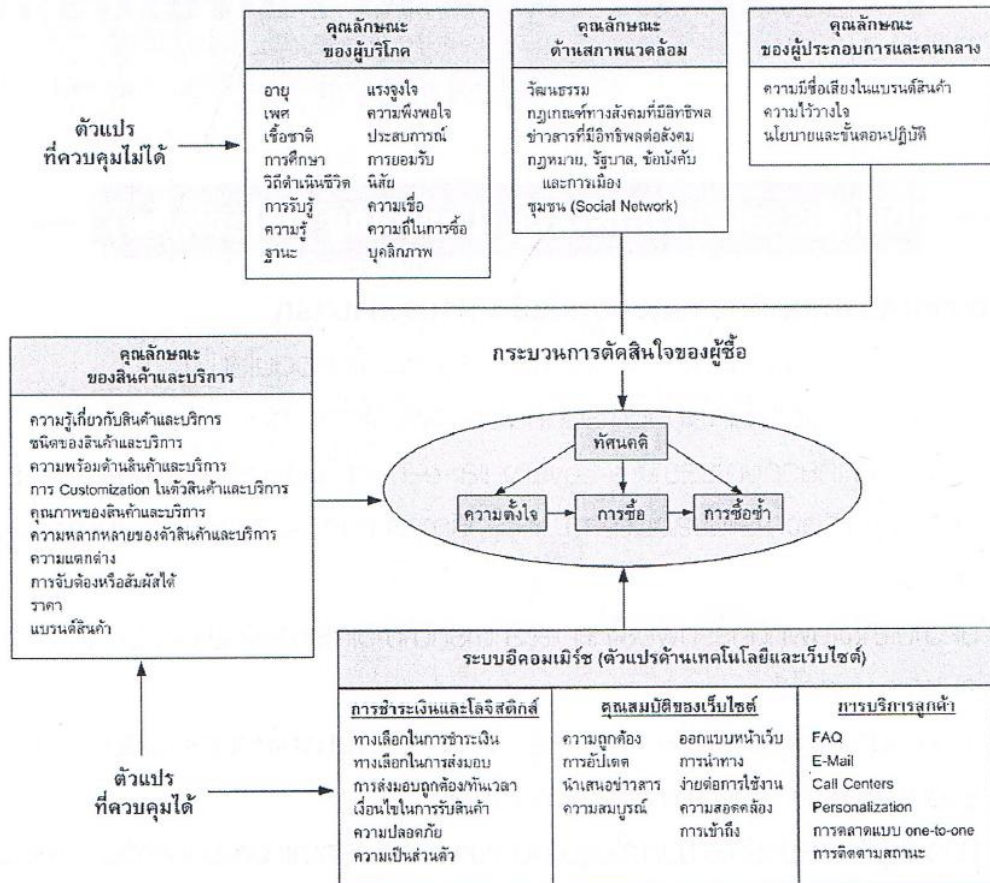 คุณลักษณะ
ของผู้บริโภค
อายุ แรงจูงใจ
เพศ ความพึงพอใจ
เชื้อชาติ ประสบการณ์
การศึกษา การยอมรับ
วิถีดำเนินชีวิต นิสัย
การรับรู้ ความเชื่อ
ความรู้ ความถี่ในการซื้อ
ฐานะ บุคลิกภาพ
คุณลักษณะ
ด้านสภาพแวดล้อม
วัฒนธรรม
กฎเกณฑ์ทางสังคมที่มีอิทธิพล
ข่าวสารที่มีอิทธิพลต่อสังคม
กฎหมาย, รัฐบาล, ข้อบังคับ
และการเมือง
ชุมชน (Social Network)
คุณลักษณะ
ของผู้ประกอบการและคนกลาง
ความมีชื่อเสียงในแบรนด์สินค้า
ความไว้วางใจ
นโยบายและขั้นตอนปฏิบัติ
ตัวแปร
ที่ควบคุมไม่ได้
กระบวนการตัดสินใจของผู้ซื้อ
ทัศนคติ
ความตั้งใจ
การซื้อ
การซื้อซ้ำ
คุณลักษณะ
ของสินค้าและบริการ
ความรู้เกี่ยวกับสินค้าและบริการ
ชนิดของสินค้าและบริการ
ความพร้อมด้านสินค้าและบริการ
การ Customization ในตัวสินค้าและบริการ
คุณภาพของสินค้าและบริการ
ความหลากหลายของตัวสินค้าและบริการ
ความแตกต่าง
การจับต้องหรือสัมผัสได้
ราคา
แบรนด์สินค้า
ตัวแปร
ที่ควบคุมได้
ระบบอีคอมเมิร์ซ (ตัวแปรด้านเทคโนโลยีและเว็บไซต์)
การชำระเงินและโลจิสติกส์
ทางเลือกในการชำระเงิน
ทางเลือกในการส่งมอบ
การส่งมอบถูกต้อง/ทันเวลา
เงื่อนไขในการรับสินค้า
ความปลอดภัย
ความเป็นส่วนตัว
คุณสมบัติของเว็บไซต์
ความถูกต้อง ออกแบบหน้าเว็บ
การอัปเดต การนำทาง
นำเสนอข่าวสาร ง่ายต่อการใช้งาน
ความสมบูรณ์ ความสอดคล้อง
การเข้าถึง
การบริการลูกค้า
FAQ
E-Mail
Call Centers
Personalization
การตลาดแบบ one-to-one
การติดตามสถานะ